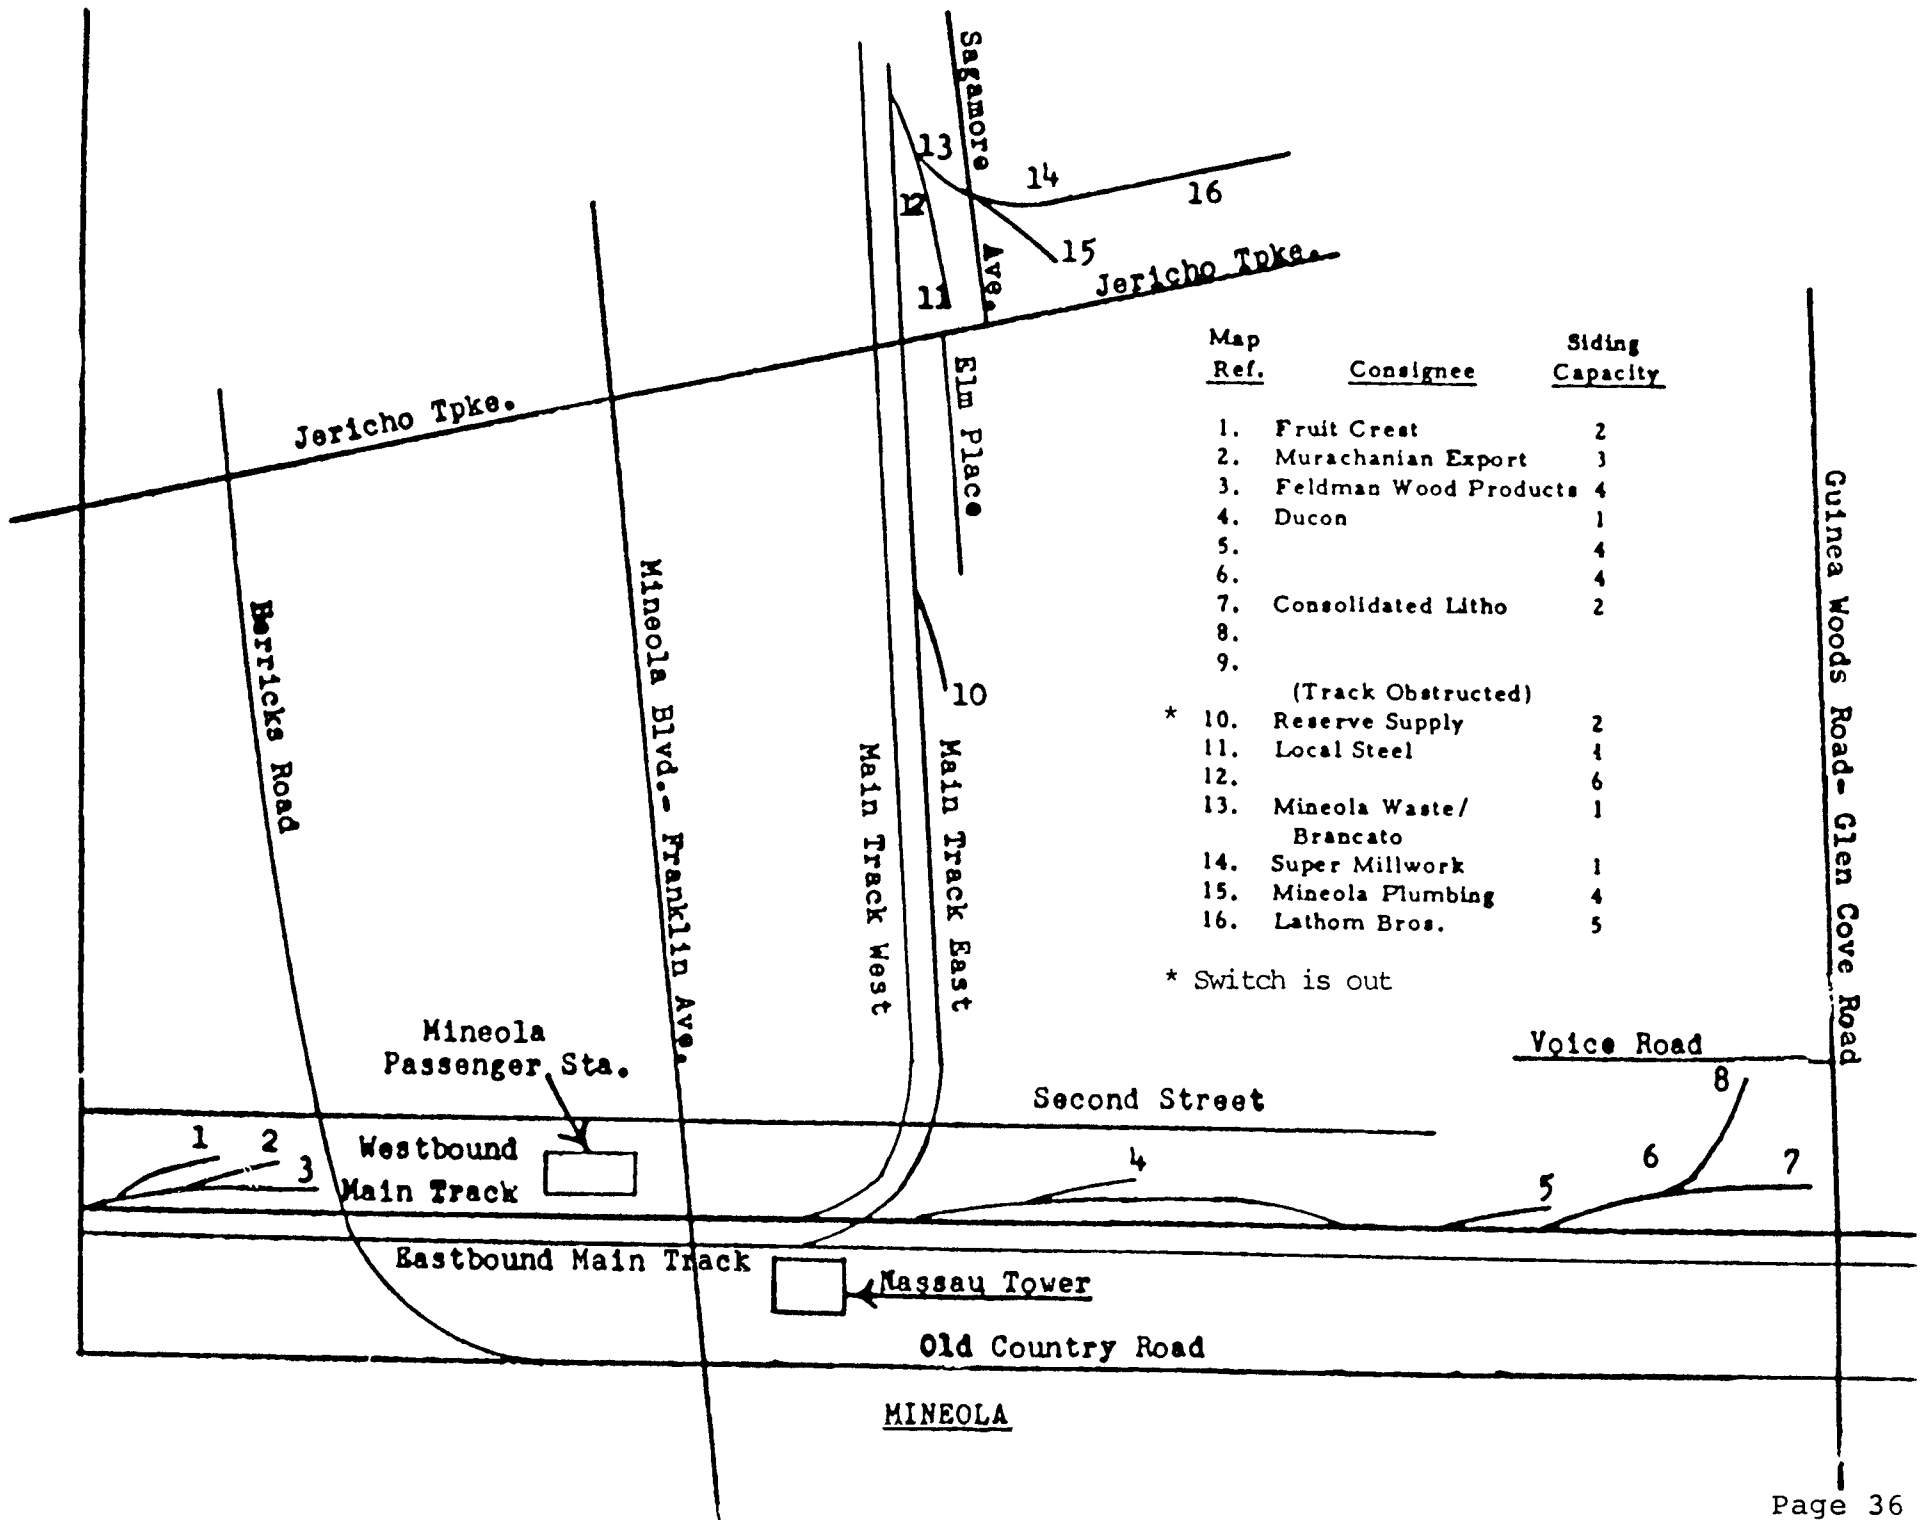 Sagamore
Ave.
13
14
12
16
15
11
Jericho Tpke.
Jericho Tpke.
Elm Place
Herricks Road
Mineola Blvd.- Franklin Ave.
10
Main Track West
Main Track East
Guinea Woods Road- Glen Cove Road
Map Siding
Ref. Consignee Capacity
1. Fruit Crest 2
2. Murachanian Export 3
3. Feldman Wood Products 4
4. Ducon 1
5. 4
6. 4
7. Consolidated Litho 2
8.
9.
(Track Obstructed)
* 10. Reserve Supply 2
11. Local Steel
12. 6
13. Mineola Waste/ 1
Brancato
14. Super Millwork 1
15. Mineola Plumbing 4
16. Lathom Bros. 5
* Switch is out
Mineola
Passenger Sta.
Voice Road
8
Second Street
1 2
3
Westbound
Main Track
4
5
6
7
Eastbound Main Track
Nassau Tower
Old Country Road
MINEOLA
Page 36